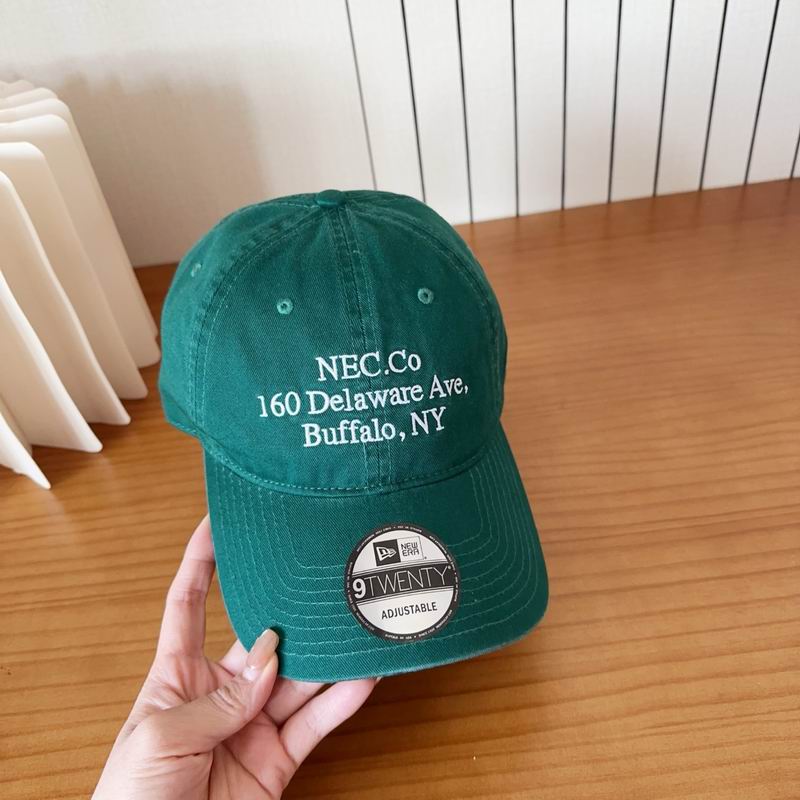 NEC.Co
160 Delaware Ave,
Buffalo, NY
NEW ERA
9TWENTY
ADJUSTABLE